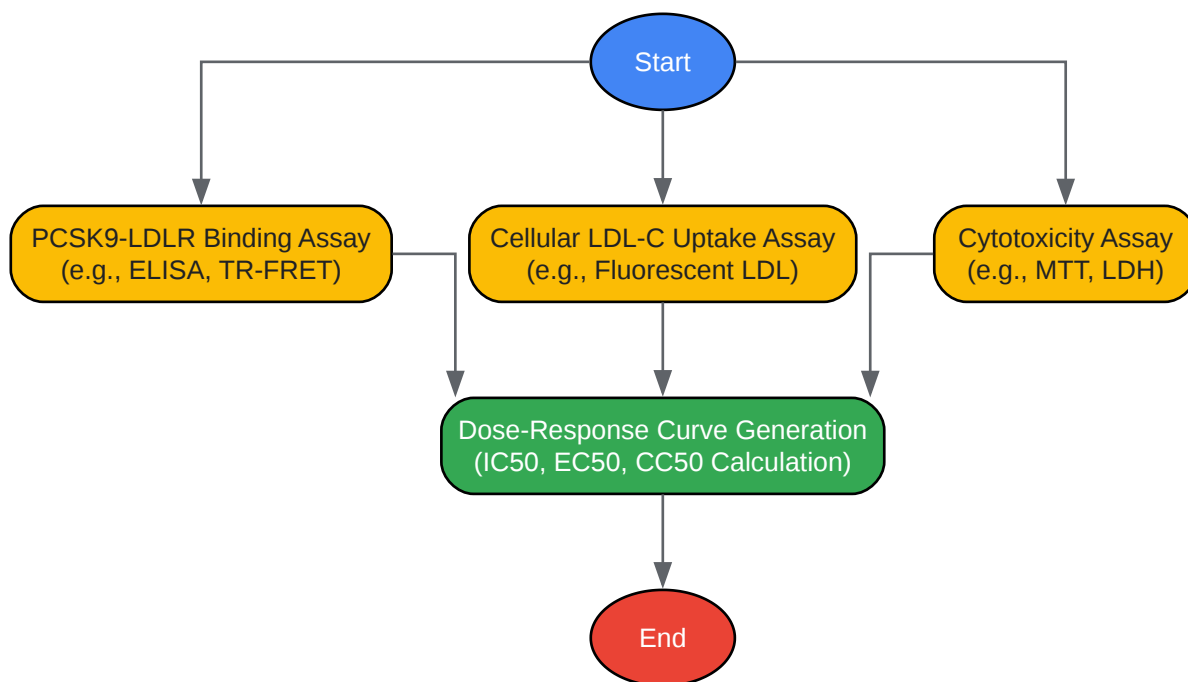 Start
PCSK9-LDLR Binding Assay
(e.g., ELISA, TR-FRET)
Cellular LDL-C Uptake Assay
(e.g., Fluorescent LDL)
Cytotoxicity Assay
(e.g., MTT, LDH)
Dose-Response Curve Generation
(IC50, EC50, CC50 Calculation)
End